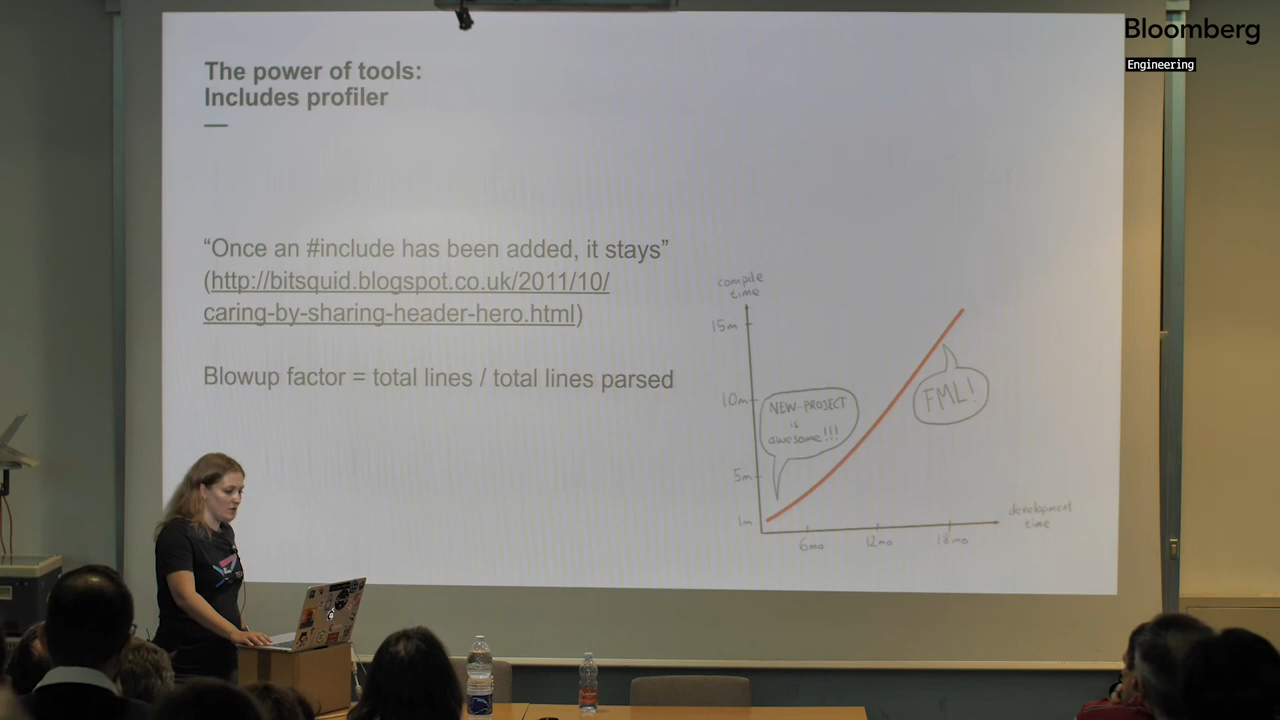 Bloomberg
Engineering
The power of tools:
Includes profiler
“Once an #include has been added, it stays”
(http://bitsquid.blogspot.co.uk/2011/10/
caring-by-sharing-header-hero.html)
Blowup factor = total lines / total lines parsed
compile
time
15m
10m
5m
1m
NEW-PROJECT
is
awesome!!!
FML!
development
time
6mo
12mo
18mo